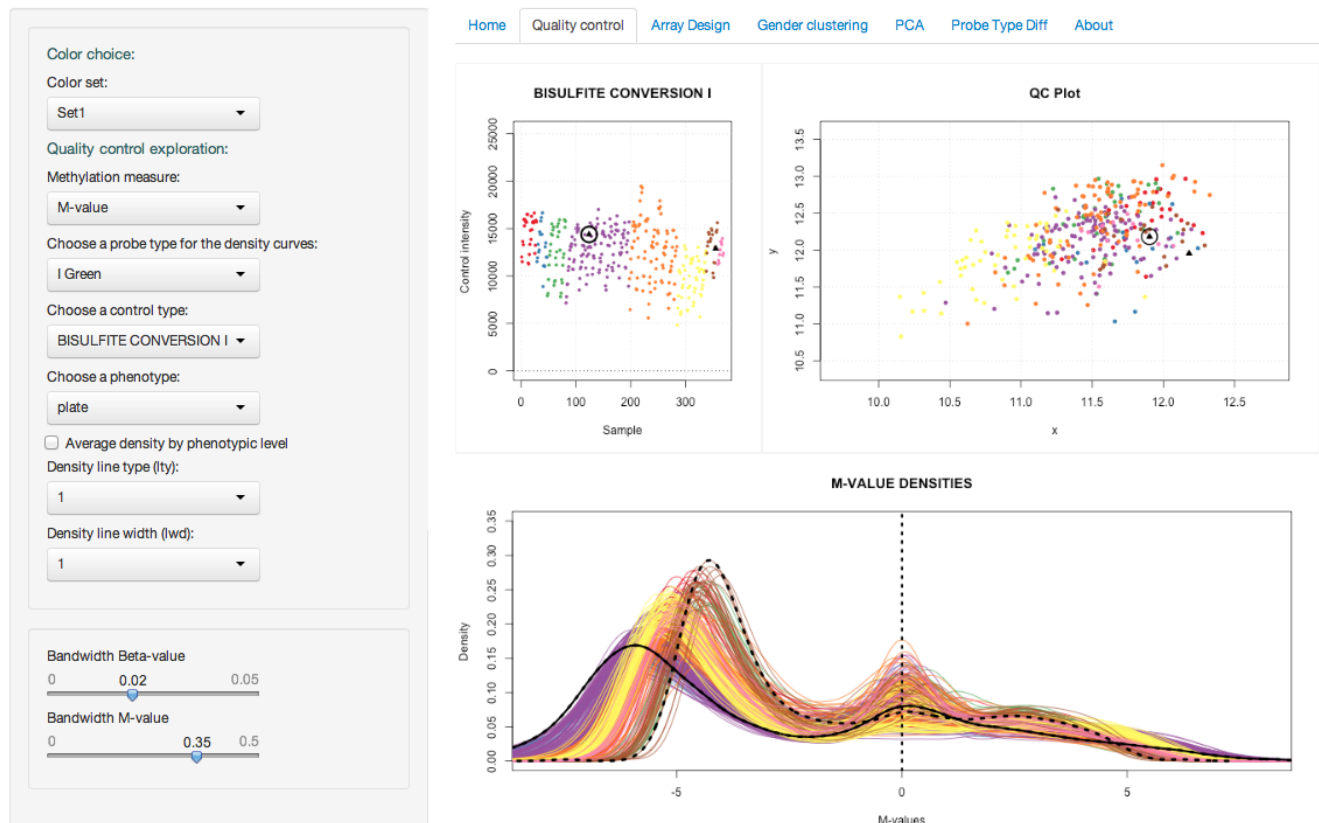 Color choice:
Color set:
Set1
Quality control exploration:
Methylation measure:
M-value
Choose a probe type for the density curves:
I Green
Choose a control type:
BISULFITE CONVERSION I
Choose a phenotype:
plate
Average density by phenotypic level
Density line type (lty):
1
Density line width (lwd):
1
Bandwidth Beta-value
0 0.02 0.05
Bandwidth M-value
0 0.35 0.5
Home Quality control Array Design Gender clustering PCA Probe Type Diff About
BISULFITE CONVERSION I
Control intensity
25000
20000
15000
10000
5000
0
0 100 200 300
Sample
QC Plot
y
13.5
13.0
12.5
12.0
11.5
11.0
10.5
10.0 10.5 11.0 11.5 12.0 12.5
x
M-VALUE DENSITIES
Density
0.35
0.30
0.25
0.20
0.15
0.10
0.05
0.00
-5 0 5
M-values